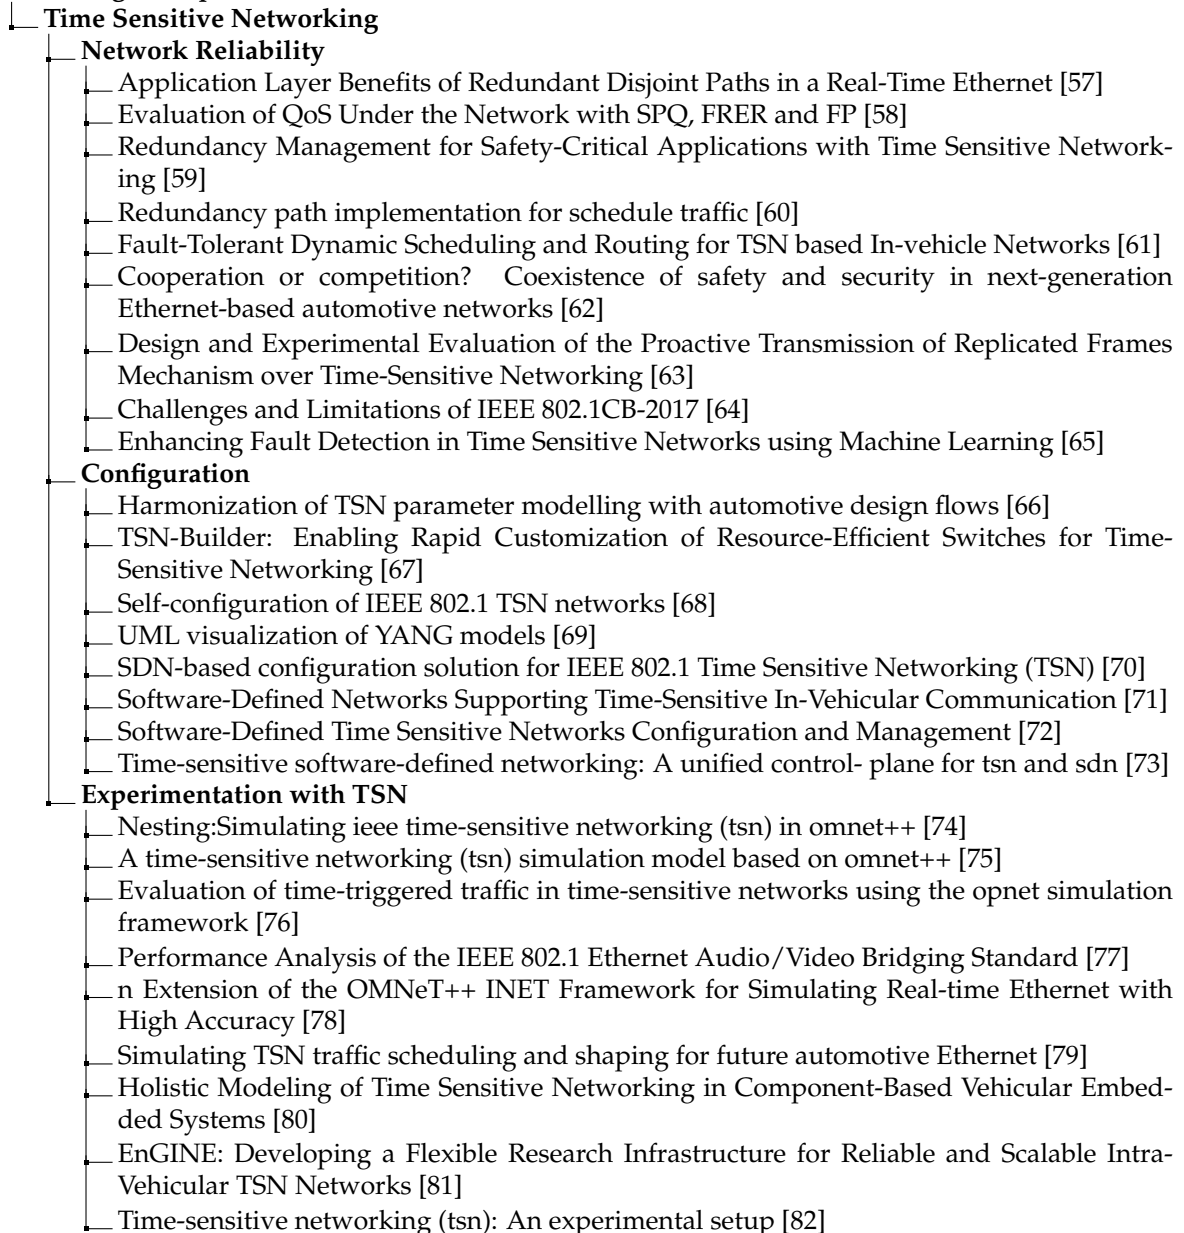 Time Sensitive Networking
Network Reliability
Application Layer Benefits of Redundant Disjoint Paths in a Real-Time Ethernet [57]
Evaluation of QoS Under the Network with SPQ, FRER and FP [58]
Redundancy Management for Safety-Critical Applications with Time Sensitive Network-
ing [59]
Redundancy path implementation for schedule traffic [60]
Fault-Tolerant Dynamic Scheduling and Routing for TSN based In-vehicle Networks [61]
Cooperation or competition? Coexistence of safety and security in next-generation
Ethernet-based automotive networks [62]
Design and Experimental Evaluation of the Proactive Transmission of Replicated Frames
Mechanism over Time-Sensitive Networking [63]
Challenges and Limitations of IEEE 802.1CB-2017 [64]
Enhancing Fault Detection in Time Sensitive Networks using Machine Learning [65]
Configuration
Harmonization of TSN parameter modelling with automotive design flows [66]
TSN-Builder: Enabling Rapid Customization of Resource-Efficient Switches for Time-
Sensitive Networking [67]
Self-configuration of IEEE 802.1 TSN networks [68]
UML visualization of YANG models [69]
SDN-based configuration solution for IEEE 802.1 Time Sensitive Networking (TSN) [70]
Software-Defined Networks Supporting Time-Sensitive In-Vehicular Communication [71]
Software-Defined Time Sensitive Networks Configuration and Management [72]
Time-sensitive software-defined networking: A unified control- plane for tsn and sdn [73]
Experimentation with TSN
Nesting:Simulating ieee time-sensitive networking (tsn) in omnet++ [74]
A time-sensitive networking (tsn) simulation model based on omnet++ [75]
Evaluation of time-triggered traffic in time-sensitive networks using the opnet simulation
framework [76]
Performance Analysis of the IEEE 802.1 Ethernet Audio/Video Bridging Standard [77]
n Extension of the OMNeT++ INET Framework for Simulating Real-time Ethernet with
High Accuracy [78]
Simulating TSN traffic scheduling and shaping for future automotive Ethernet [79]
Holistic Modeling of Time Sensitive Networking in Component-Based Vehicular Embed-
ded Systems [80]
EnGINE: Developing a Flexible Research Infrastructure for Reliable and Scalable Intra-
Vehicular TSN Networks [81]
Time-sensitive networking (tsn): An experimental setup [82]